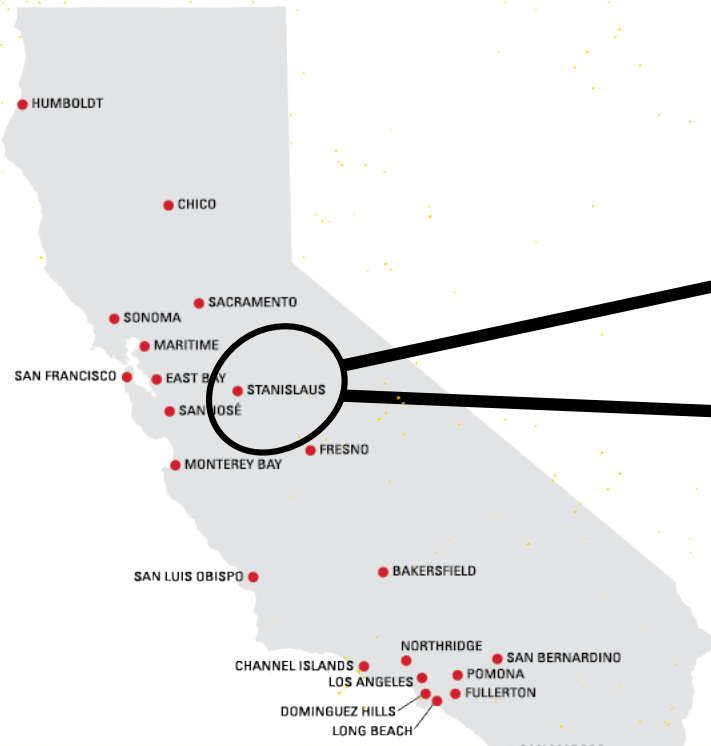 HUMBOLDT
CHICO
SACRAMENTO
SONOMA
MARITIME
SAN FRANCISCO
EAST BAY
STANISLAUS
SAN JOSÉ
FRESNO
MONTEREY BAY
BAKERSFIELD
SAN LUIS OBISPO
NORTHRIDGE
SAN BERNARDINO
CHANNEL ISLANDS
POMONA
LOS ANGELES
FULLERTON
DOMINGUEZ HILLS
LONG BEACH